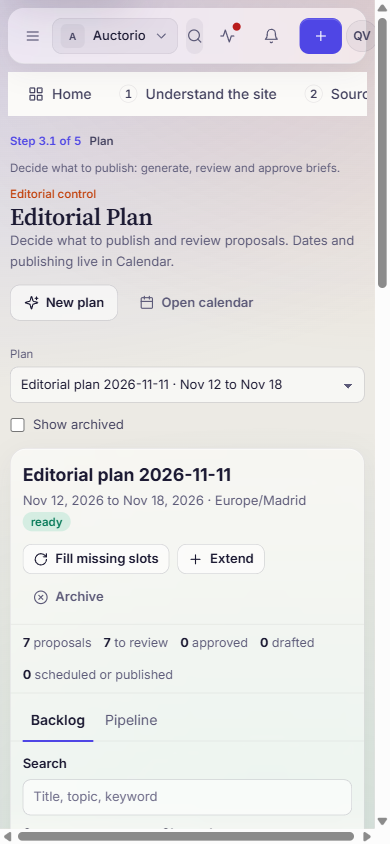 A Auctorio QV
Home 1 Understand the site 2 Sourc
Step 3.1 of 5 Plan
Decide what to publish: generate, review and approve briefs.
Editorial control
Editorial Plan
Decide what to publish and review proposals. Dates and
publishing live in Calendar.
New plan Open calendar
Plan
Editorial plan 2026-11-11 · Nov 12 to Nov 18
Show archived
Editorial plan 2026-11-11
Nov 12, 2026 to Nov 18, 2026 · Europe/Madrid
ready
Fill missing slots Extend
Archive
7 proposals 7 to review 0 approved 0 drafted
0 scheduled or published
Backlog Pipeline
Search
Title, topic, keyword